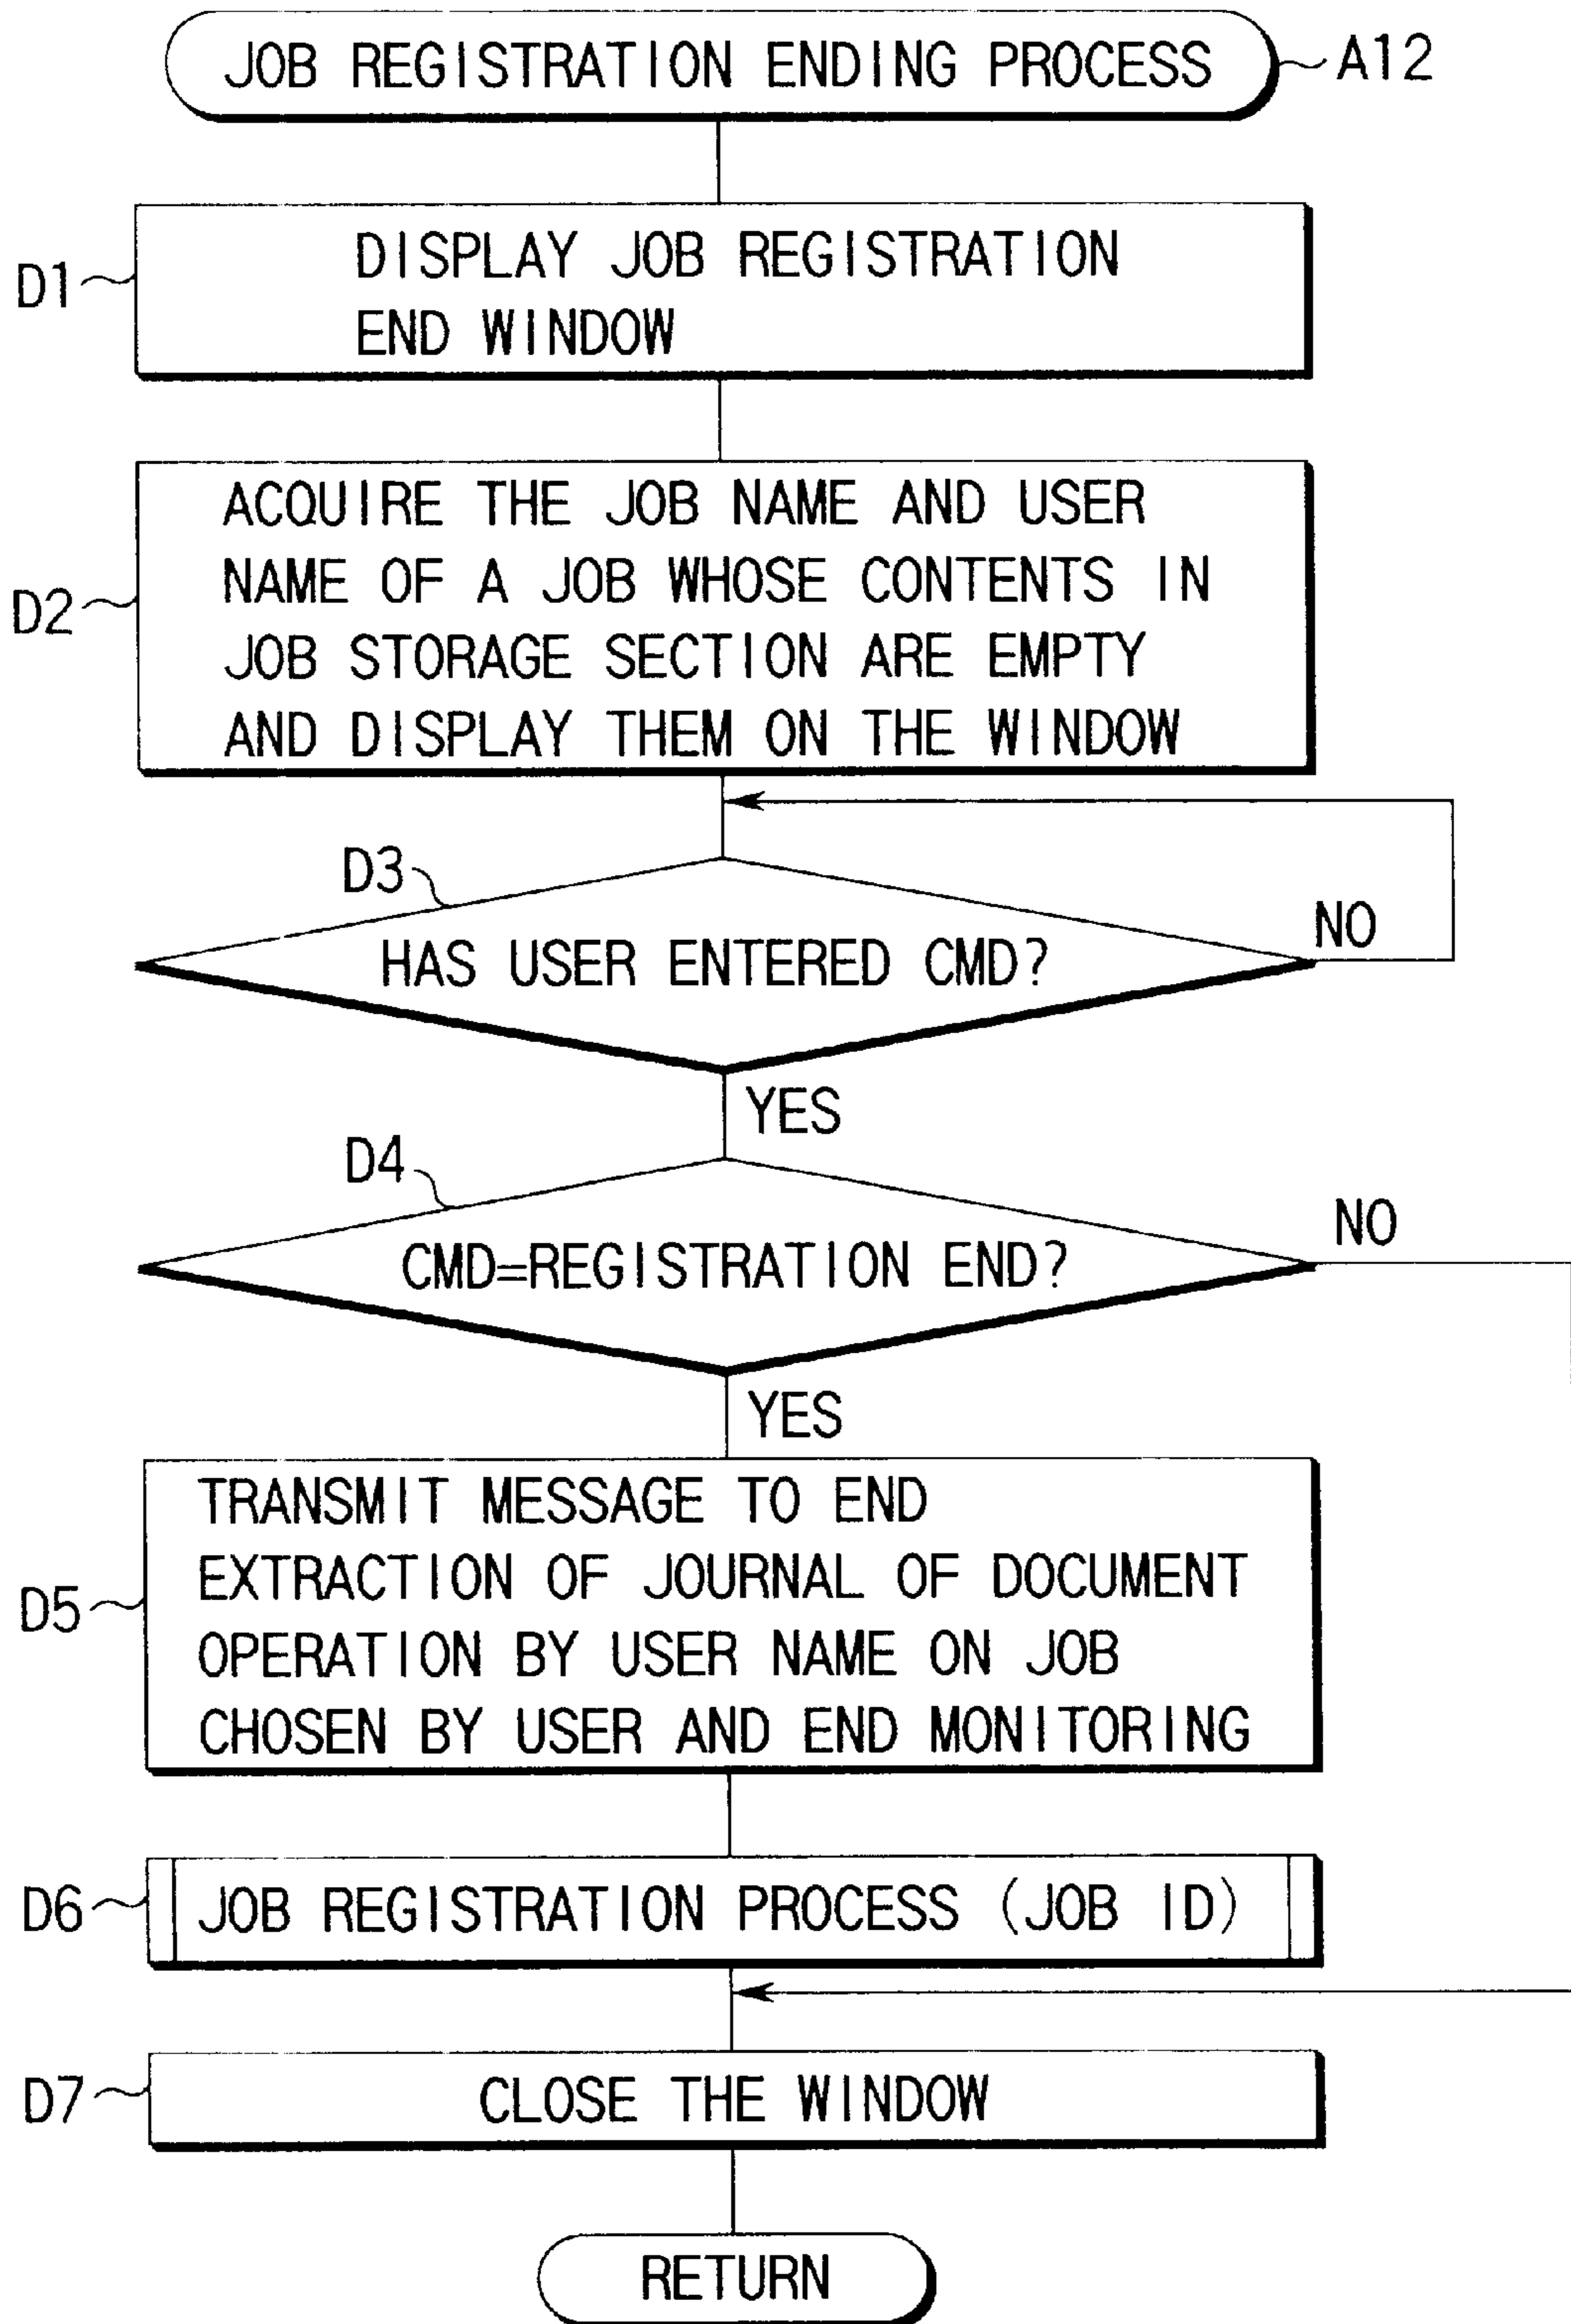 JOB REGISTRATION ENDING PROCESS
A12
D1
DISPLAY JOB REGISTRATION
END WINDOW
D2
ACQUIRE THE JOB NAME AND USER
NAME OF A JOB WHOSE CONTENTS IN
JOB STORAGE SECTION ARE EMPTY
AND DISPLAY THEM ON THE WINDOW
D3
HAS USER ENTERED CMD?
NO
YES
D4
CMD=REGISTRATION END?
NO
YES
D5
TRANSMIT MESSAGE TO END
EXTRACTION OF JOURNAL OF DOCUMENT
OPERATION BY USER NAME ON JOB
CHOSEN BY USER AND END MONITORING
D6
JOB REGISTRATION PROCESS (JOB ID)
D7
CLOSE THE WINDOW
RETURN